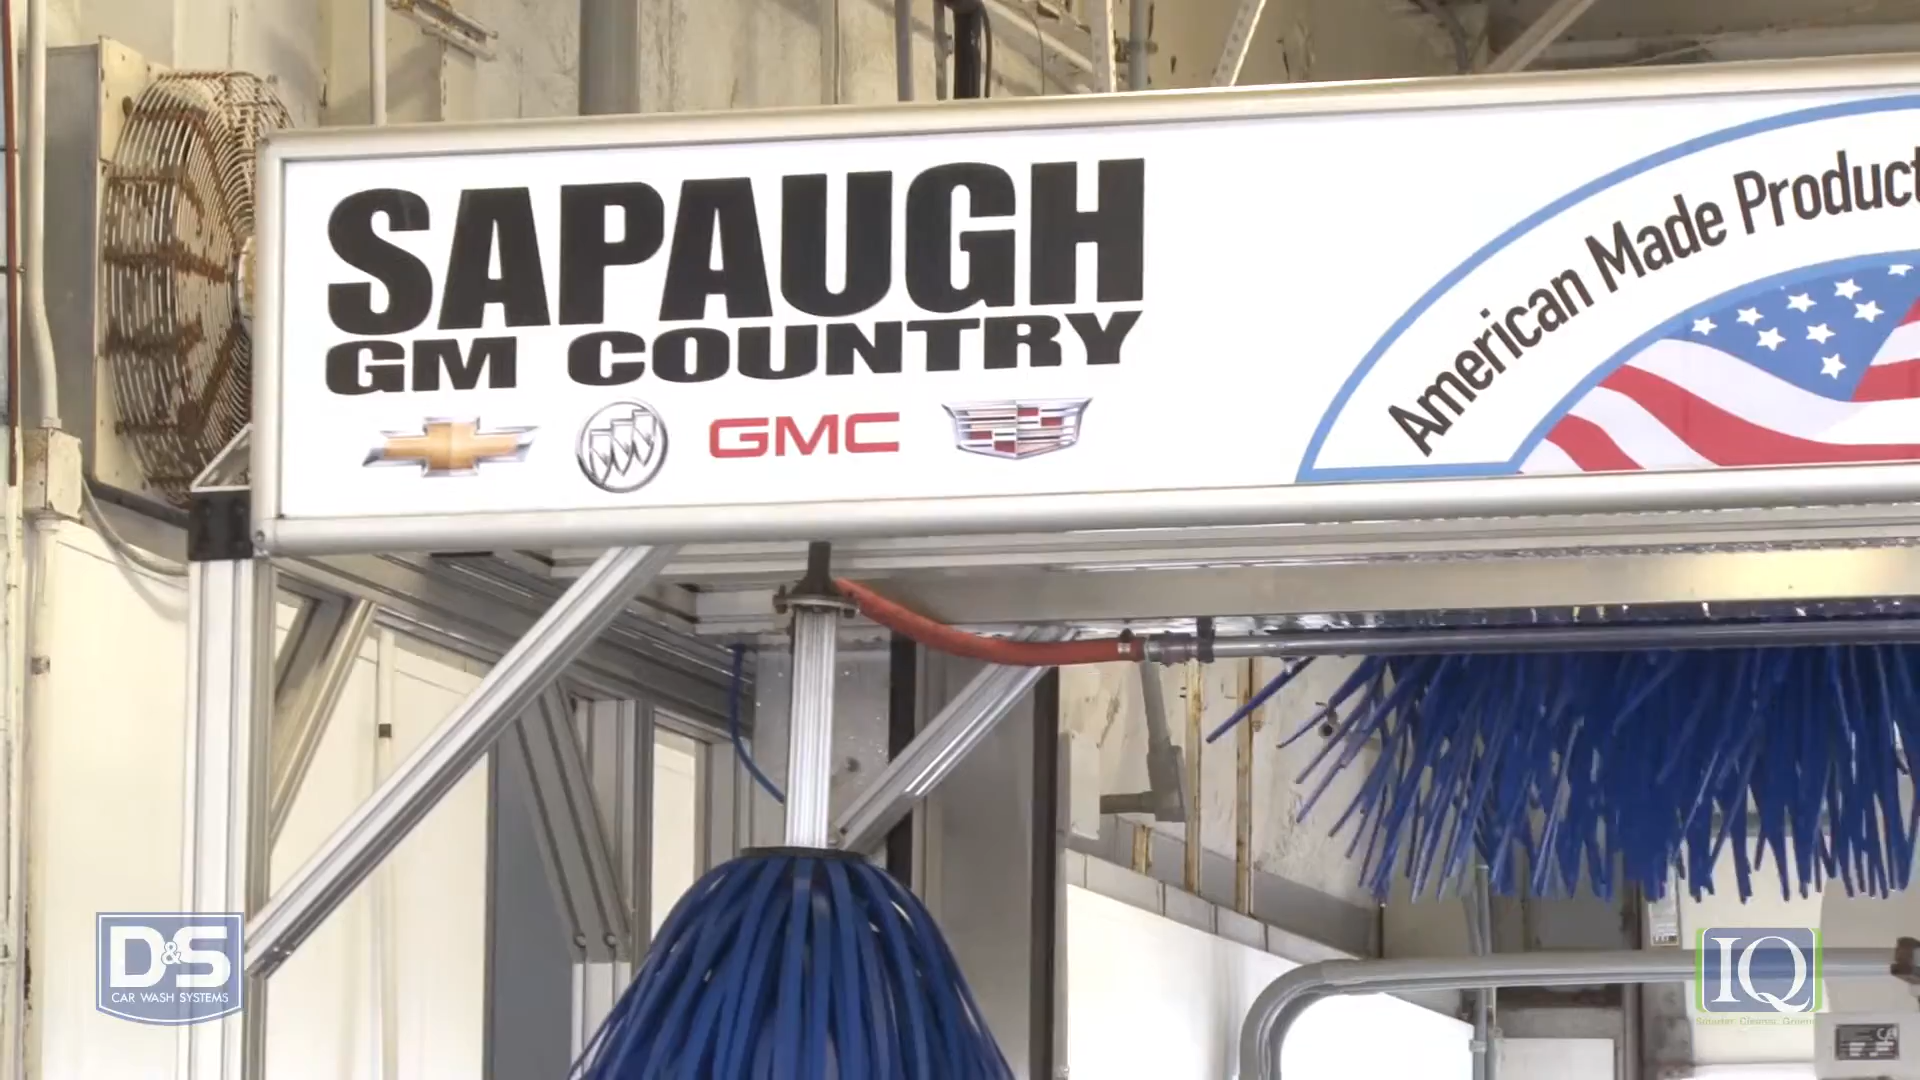 SAPAUGH
GM COUNTRY
GMC
American Made Product
D&S
CAR WASH SYSTEMS
IQ